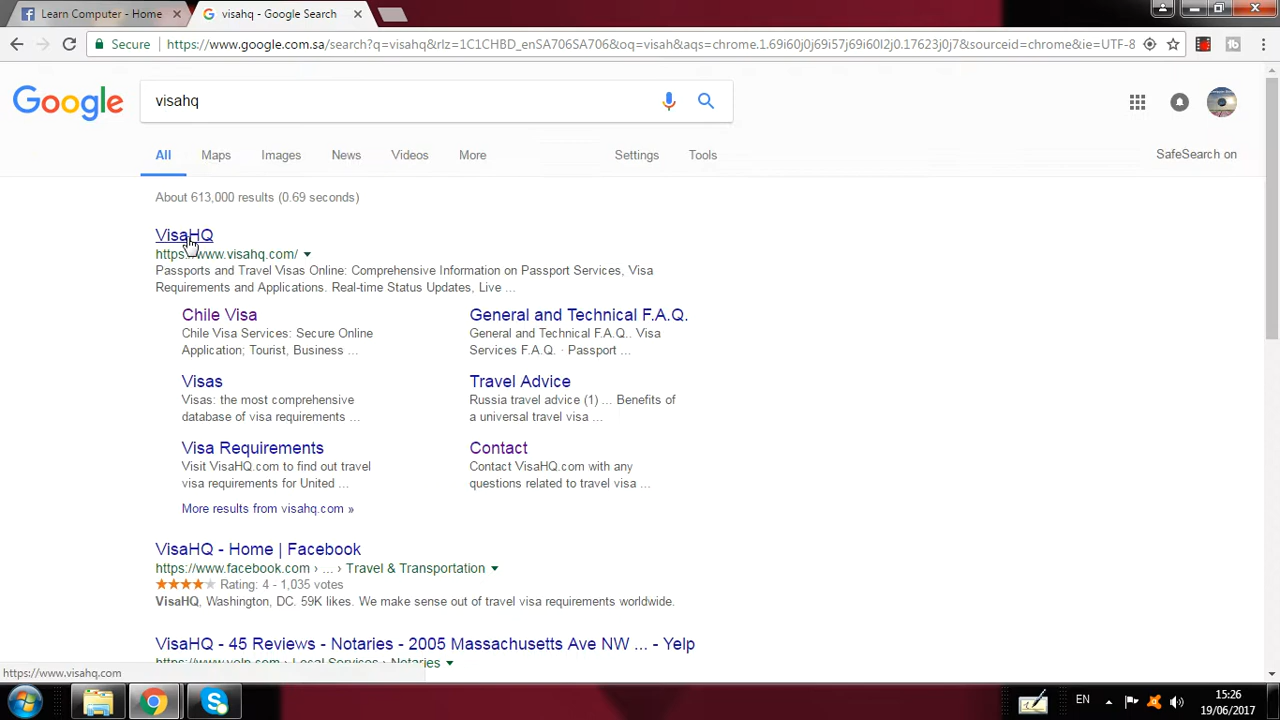 Learn Computer - Home
visahq - Google Search
Secure
https://www.google.com.sa/search?q=visahq&rlz=1C1CHBD_enSA706SA706&oq=visah&aqs=chrome.1.69i60j0j69i57j69i60l2j0.17623j0j7&sourceid=chrome&ie=UTF-8
Google
visahq
All
Maps
Images
News
Videos
More
Settings
Tools
SafeSearch on
About 613,000 results (0.69 seconds)
VisaHQ
https://www.visahq.com/
Passports and Travel Visas Online: Comprehensive Information on Passport Services, Visa
Requirements and Applications. Real-time Status Updates, Live ...
Chile Visa
Chile Visa Services: Secure Online
Application; Tourist, Business ...
General and Technical F.A.Q.
General and Technical F.A.Q.. Visa
Services F.A.Q. · Passport ...
Visas
Visas: the most comprehensive
database of visa requirements ...
Travel Advice
Russia travel advice (1) ... Benefits of
a universal travel visa ...
Visa Requirements
Visit VisaHQ.com to find out travel
visa requirements for United ...
Contact
Contact VisaHQ.com with any
questions related to travel visa ...
More results from visahq.com »
VisaHQ - Home | Facebook
https://www.facebook.com › ... › Travel & Transportation
Rating: 4 - 1,035 votes
VisaHQ, Washington, DC. 59K likes. We make sense out of travel visa requirements worldwide.
VisaHQ - 45 Reviews - Notaries - 2005 Massachusetts Ave NW ... - Yelp
https://www.yelp.com › Local Services › Notaries
https://www.visahq.com
EN
15:26
19/06/2017